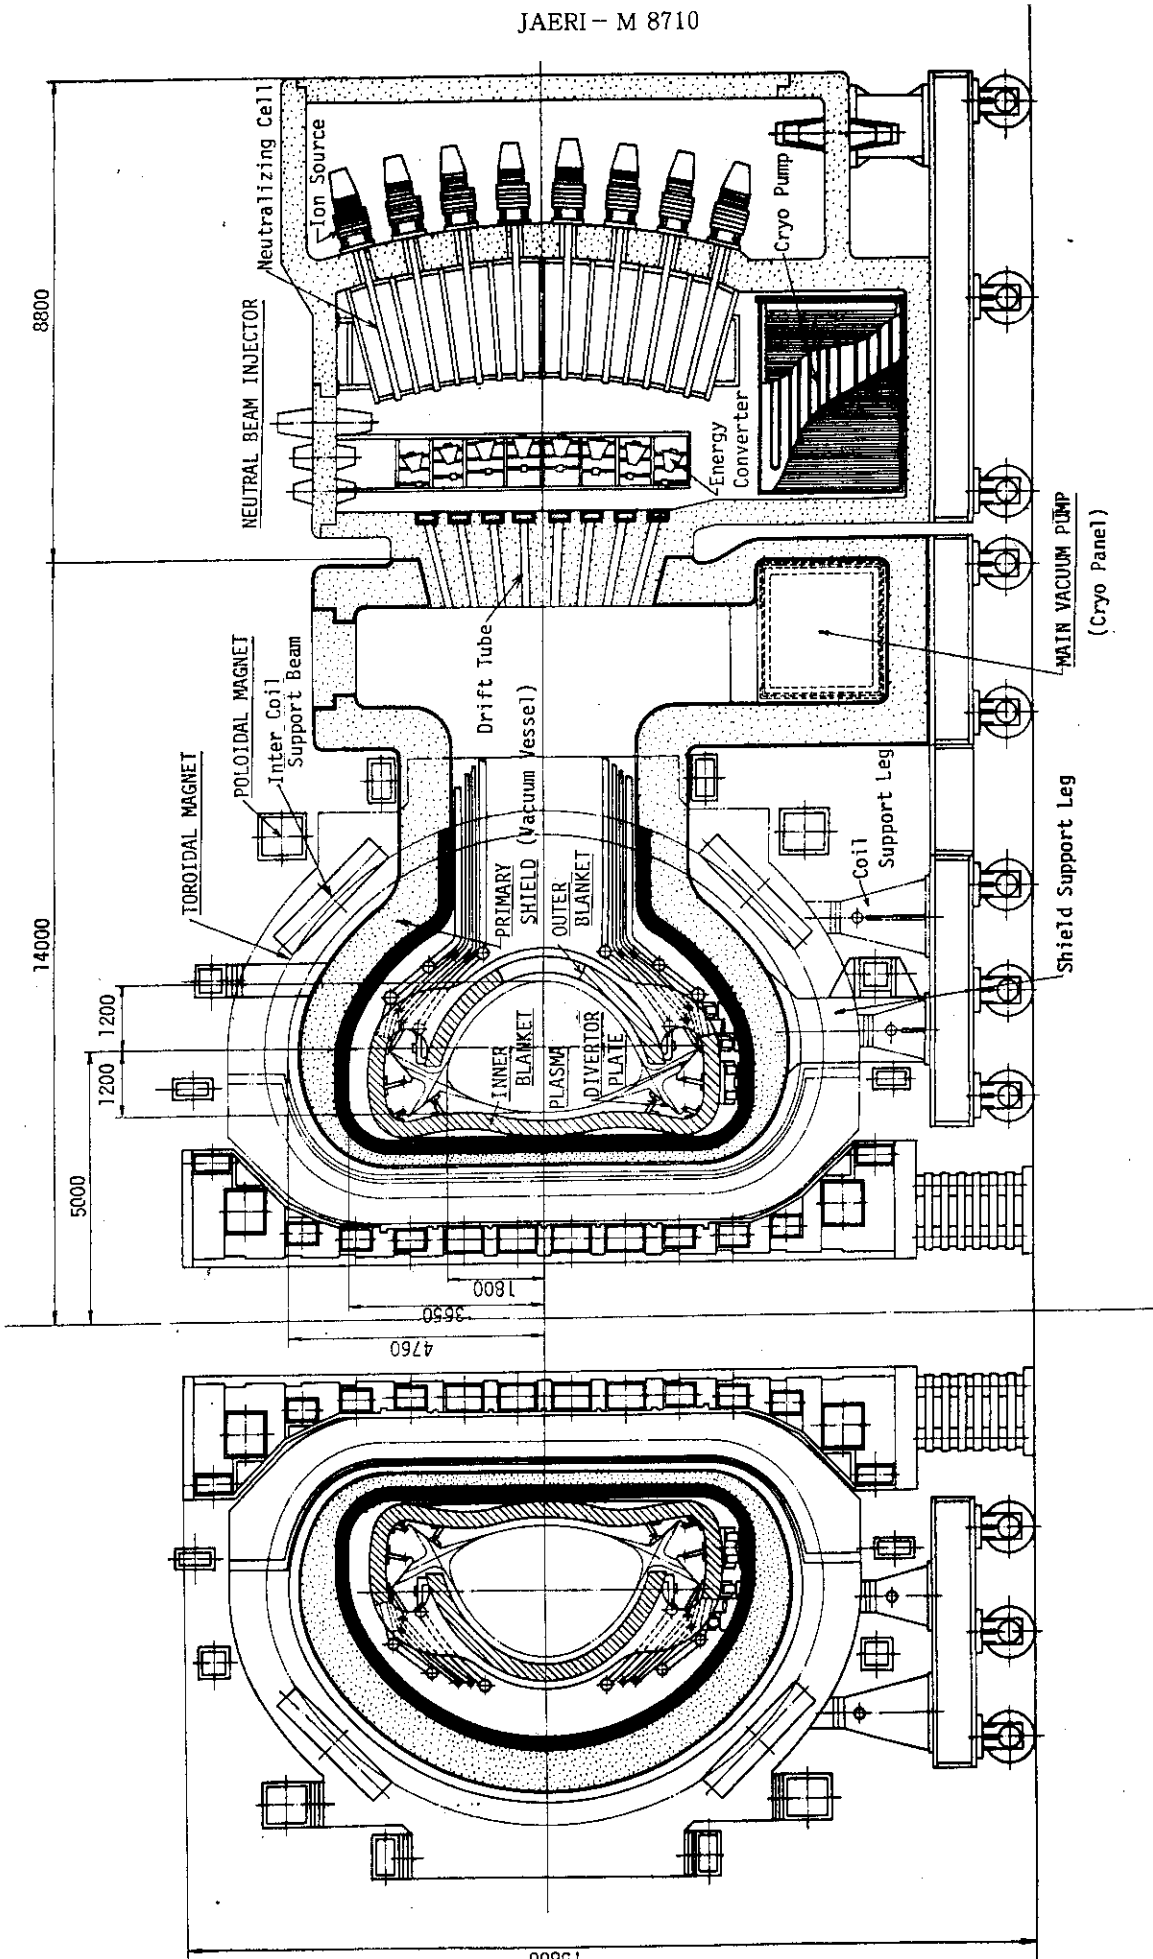 JAERI－M 8710
8800
14000
5000
1200
1200
NEUTRAL BEAM INJECTOR
Neutralizing Cell
Ion Source
Cryo Pump
Energy
Converter
MAIN VACUUM PUMP
(Cryo Panel)
Drift Tube
TOROIDAL MAGNET
POLOIDAL MAGNET
Inter Coil
Support Beam
PRIMARY
SHIELD (Vacuum Vessel)
OUTER
BLANKET
Coil
Support Leg
Shield Support Leg
INNER
BLANKET
PLASMA
DIVERTOR
PLATE
1800
3650
4760